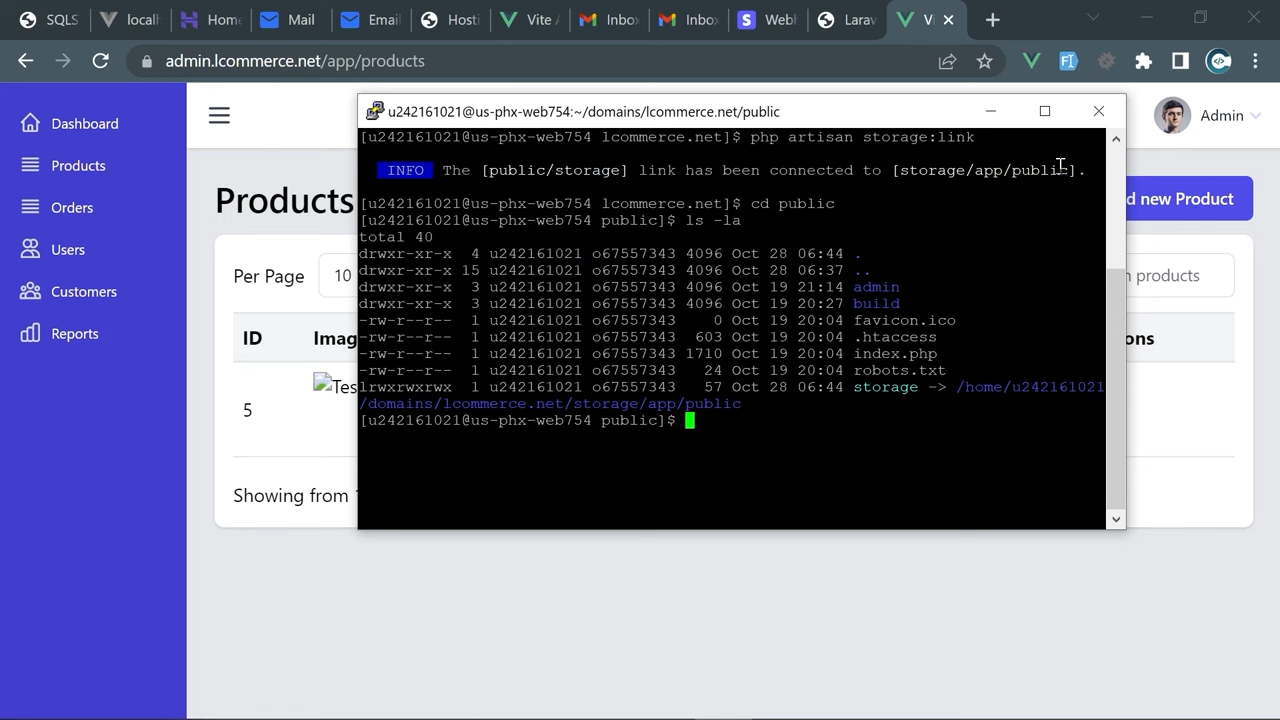 SQLS
localh
Home
Mail
Email
Hosti
Vite A
Inbox
Inbox
Webh
Larav
Vi
admin.lcommerce.net/app/products
Dashboard
Products
Orders
Users
Customers
Reports
Admin
Products
d new Product
Per Page
10
products
ID
Imag
ons
5
Tes
Showing from 1
u242161021@us-phx-web754:~/domains/lcommerce.net/public
[u242161021@us-phx-web754 lcommerce.net]$ php artisan storage:link
INFO The [public/storage] link has been connected to [storage/app/public].
[u242161021@us-phx-web754 lcommerce.net]$ cd public
[u242161021@us-phx-web754 public]$ ls -la
total 40
drwxr-xr-x 4 u242161021 o67557343 4096 Oct 28 06:44 .
drwxr-xr-x 15 u242161021 o67557343 4096 Oct 28 06:37 ..
drwxr-xr-x 3 u242161021 o67557343 4096 Oct 19 21:14 admin
drwxr-xr-x 3 u242161021 o67557343 4096 Oct 19 20:27 build
-rw-r--r-- 1 u242161021 o67557343 0 Oct 19 20:04 favicon.ico
-rw-r--r-- 1 u242161021 o67557343 603 Oct 19 20:04 .htaccess
-rw-r--r-- 1 u242161021 o67557343 1710 Oct 19 20:04 index.php
-rw-r--r-- 1 u242161021 o67557343 24 Oct 19 20:04 robots.txt
lrwxrwxrwx 1 u242161021 o67557343 57 Oct 28 06:44 storage -> /home/u242161021
/domains/lcommerce.net/storage/app/public
[u242161021@us-phx-web754 public]$